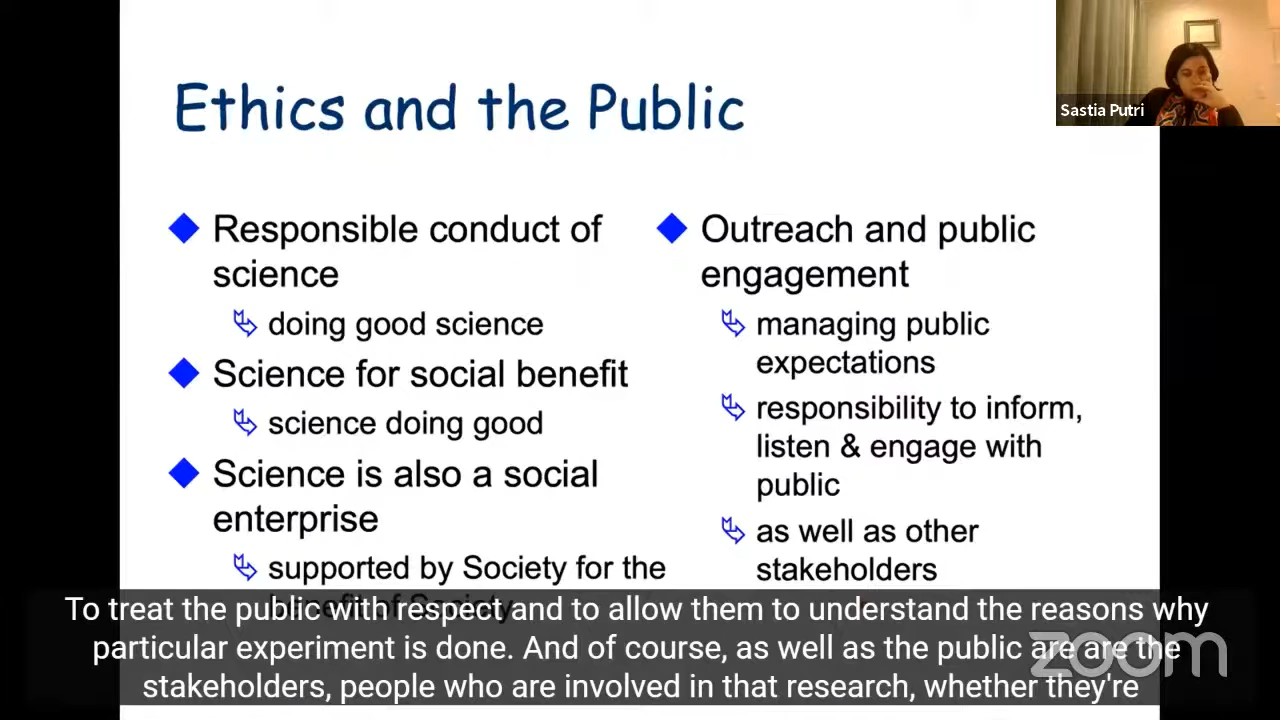 Ethics and the Public
Sastia Putri
Responsible conduct of
science
doing good science
Science for social benefit
science doing good
Science is also a social
enterprise
supported by Society for the
benefit of Society
Outreach and public
engagement
managing public
expectations
responsibility to inform,
listen & engage with
public
as well as other
stakeholders
To treat the public with respect and to allow them to understand the reasons why
particular experiment is done. And of course, as well as the public are are the
stakeholders, people who are involved in that research, whether they're
zoom